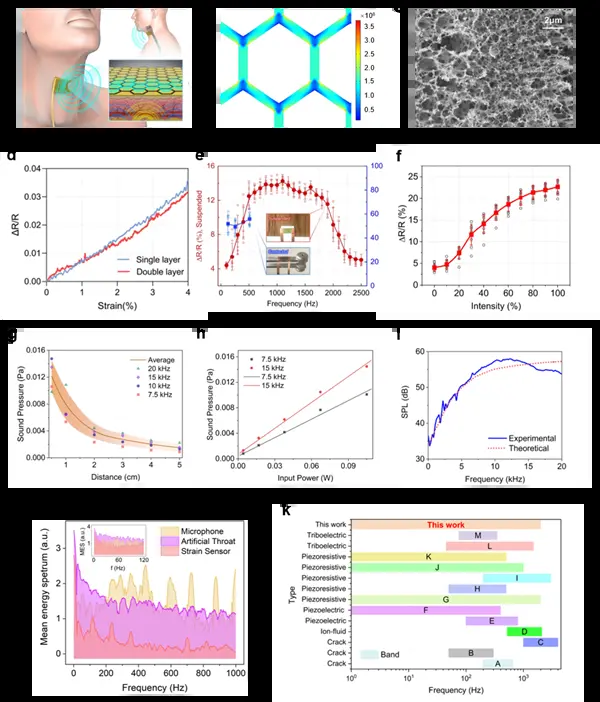 ×10⁶
3.5
3.0
2.5
2.0
1.5
1.0
0.5
2μm
d
0.04
0.03
0.02
0.01
0.00
ΔR/R
Single layer
Double layer
0 1 2 3 4
Strain(%)
e
16
12
8
4
ΔR/R (%), Suspended
100
80
60
40
20
0
0 500 1000 1500 2000 2500
Frequency (Hz)
f
25
20
15
10
5
0
ΔR/R (%)
0 20 40 60 80 100
Intensity (%)
g
0.016
0.012
0.008
0.004
0.000
Sound Pressure (Pa)
Average
20 kHz
15 kHz
10 kHz
7.5 kHz
1 2 3 4 5
Distance (cm)
h
0.016
0.012
0.008
0.004
0.000
Sound Pressure (Pa)
7.5 kHz
15 kHz
7.5 kHz
15 kHz
0.00 0.03 0.06 0.09
Input Power (W)
i
60
50
40
30
SPL (dB)
Experimental
Theoretical
0 5 10 15 20
Frequency (kHz)
3
2
1
0
Mean energy spetrum (a.u.)
4
2
MES (a.u.)
0 60 120
f (Hz)
Microphone
Artificial Throat
Strain Sensor
0 200 400 600 800 1000
Frequency (Hz)
k
Type
This work This work
Triboelectric M
Triboelectric L
Piezoresistive K
Piezoresistive J
Piezoresistive I
Piezoresistive H
Piezoresistive G
Piezoelectric F
Piezoelectric E
Ion-fluid D
Crack C
Crack Band B
Crack A
10⁰ 10¹ 10² 10³
Frequency (Hz)